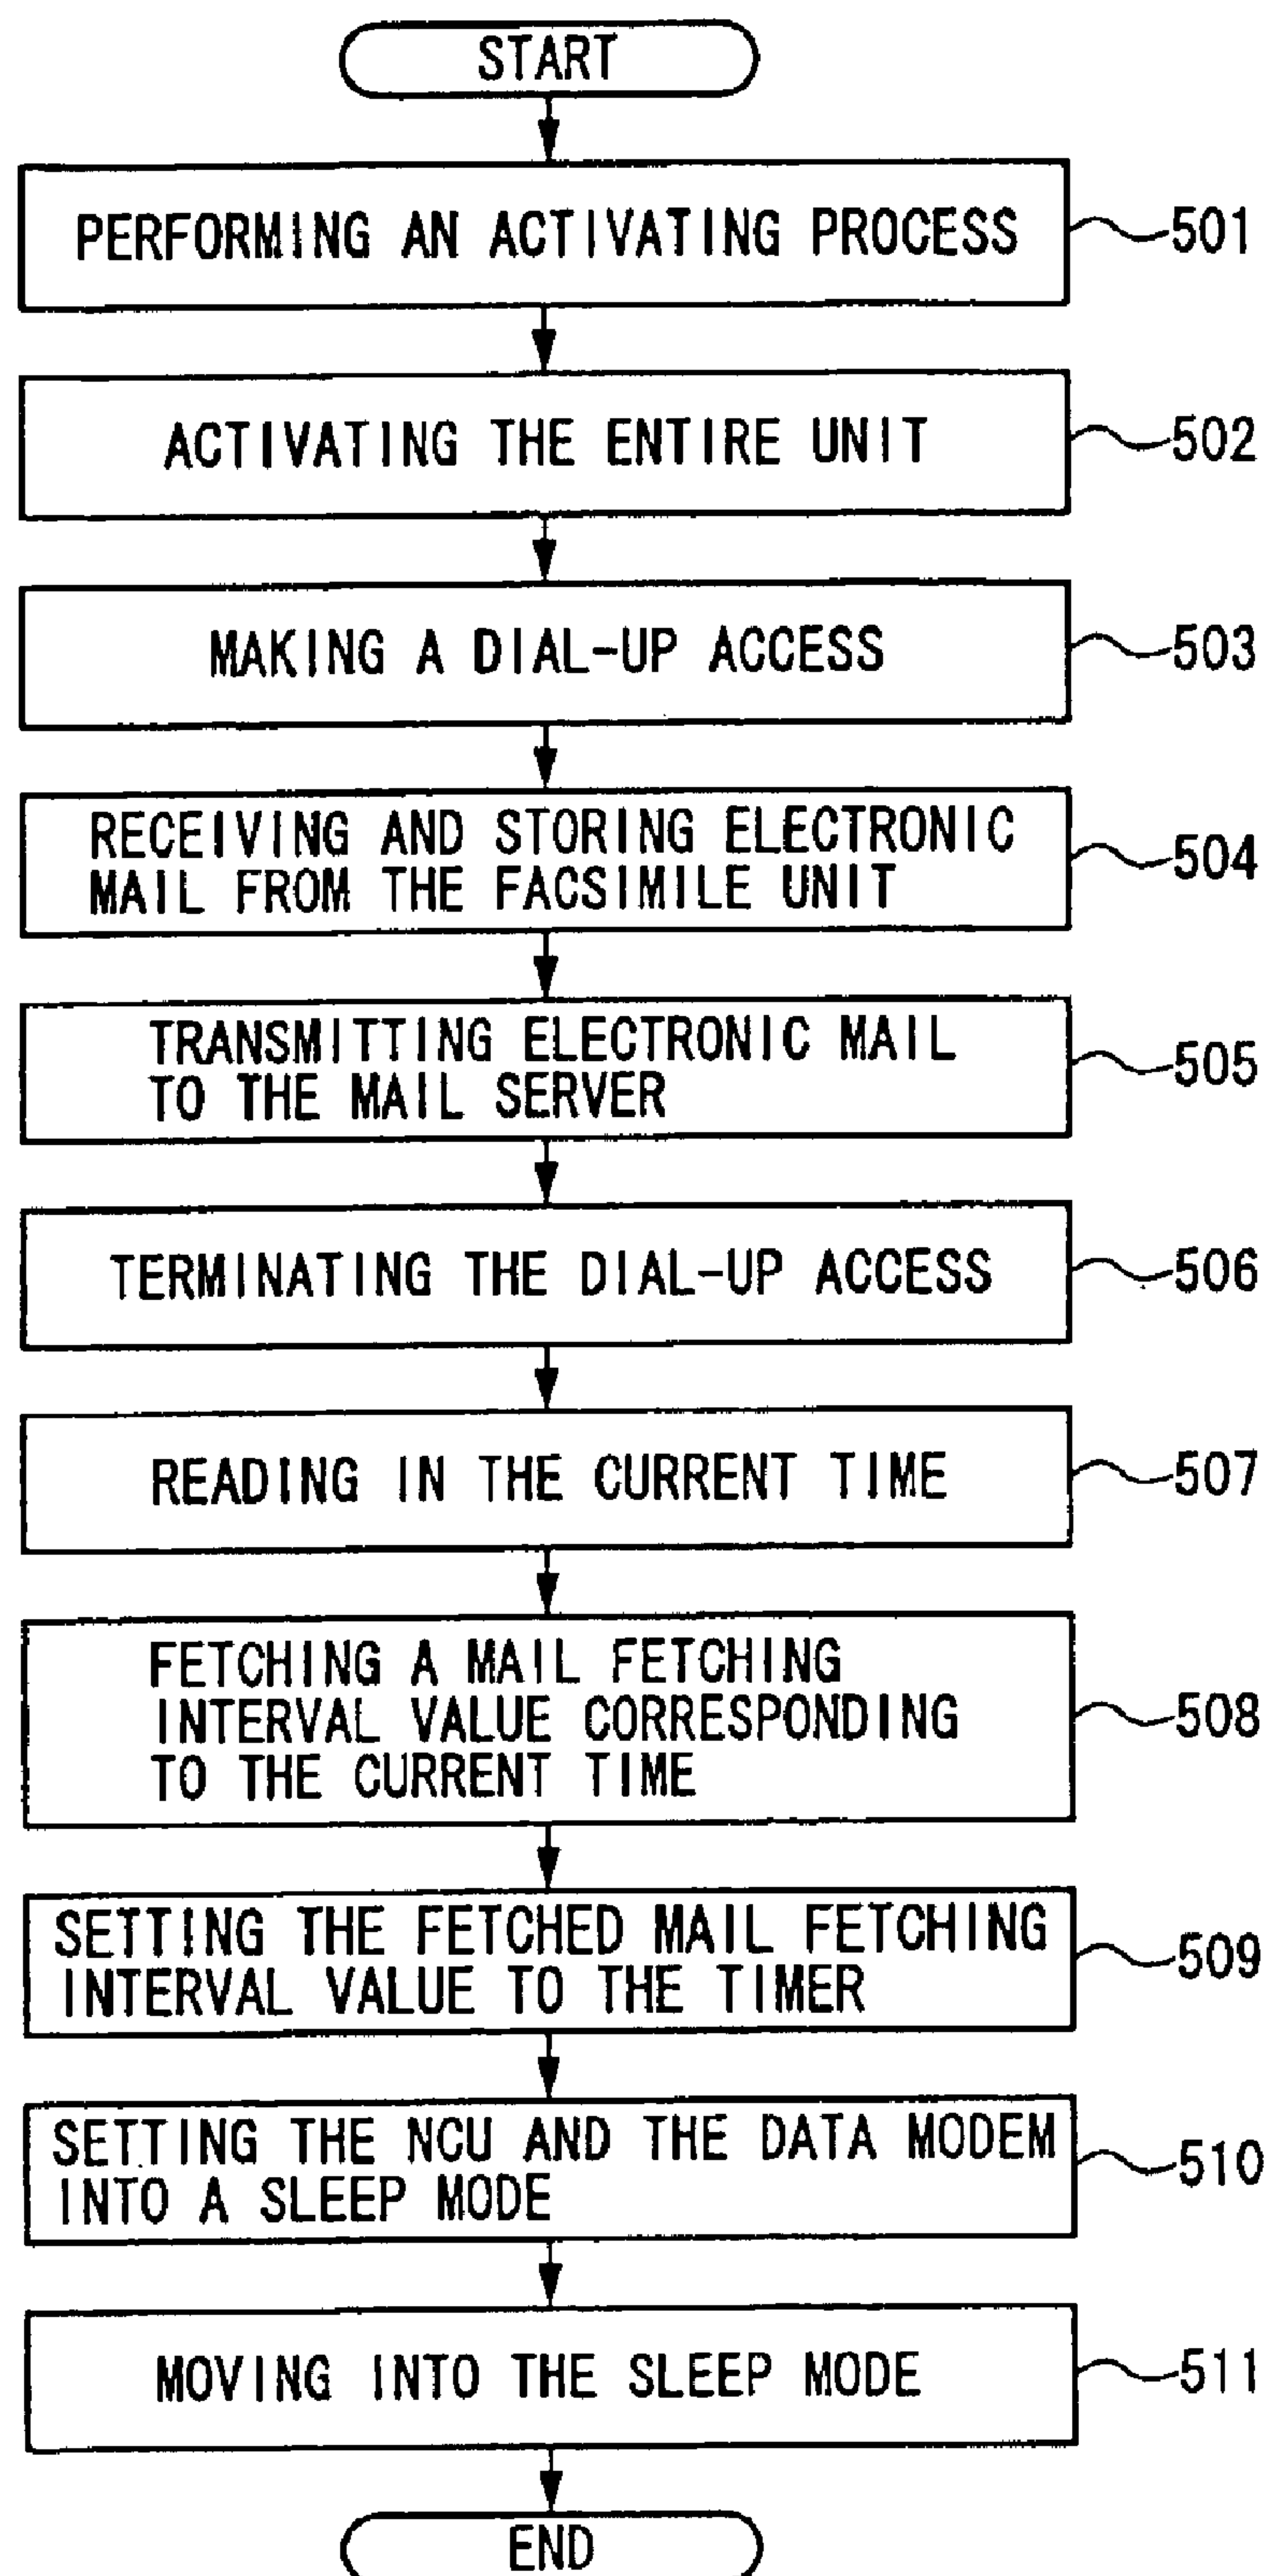 START
PERFORMING AN ACTIVATING PROCESS
501
ACTIVATING THE ENTIRE UNIT
502
MAKING A DIAL-UP ACCESS
503
RECEIVING AND STORING ELECTRONIC
MAIL FROM THE FACSIMILE UNIT
504
TRANSMITTING ELECTRONIC MAIL
TO THE MAIL SERVER
505
TERMINATING THE DIAL-UP ACCESS
506
READING IN THE CURRENT TIME
507
FETCHING A MAIL FETCHING
INTERVAL VALUE CORRESPONDING
TO THE CURRENT TIME
508
SETTING THE FETCHED MAIL FETCHING
INTERVAL VALUE TO THE TIMER
509
SETTING THE NCU AND THE DATA MODEM
INTO A SLEEP MODE
510
MOVING INTO THE SLEEP MODE
511
END